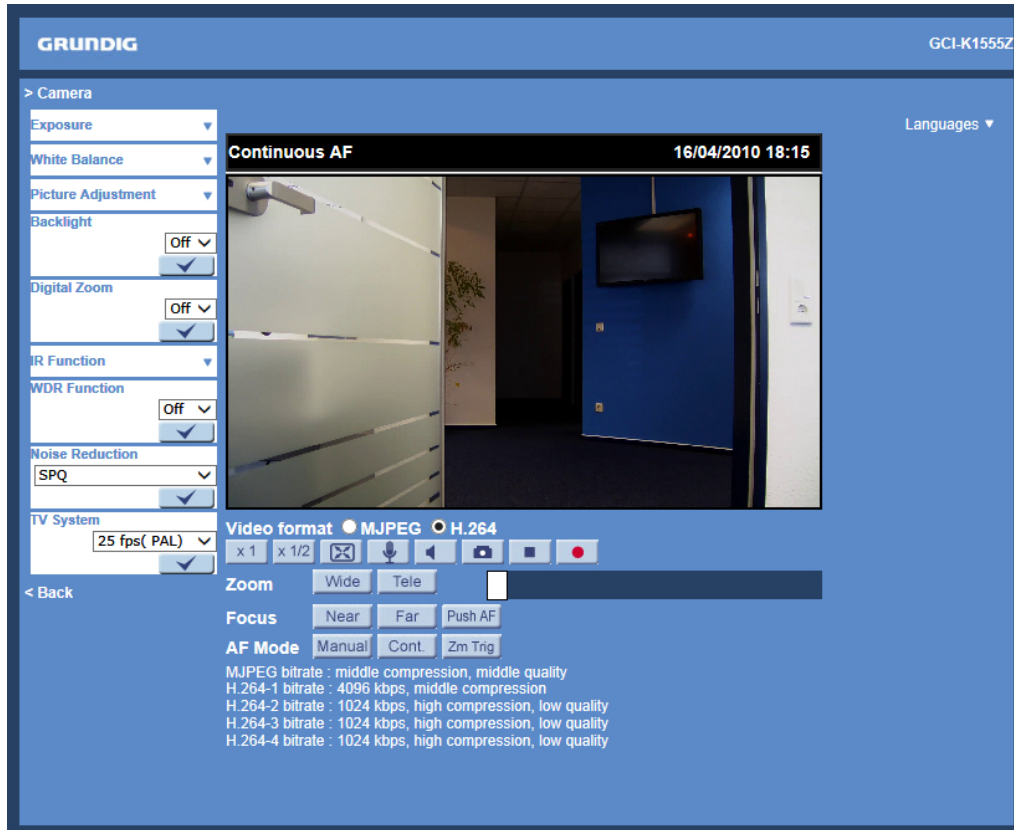 GRUNDIG
GCI-K1555Z
> Camera
Languages ▼
Exposure
White Balance
Picture Adjustment
Backlight
Off
Digital Zoom
Off
IR Function
WDR Function
Off
Noise Reduction
SPQ
TV System
25 fps( PAL)
< Back
Continuous AF 16/04/2010 18:15
Video format MJPEG H.264
x 1 x 1/2
Zoom Wide Tele
Focus Near Far Push AF
AF Mode Manual Cont. Zm Trig
MJPEG bitrate : middle compression, middle quality
H.264-1 bitrate : 4096 kbps, middle compression
H.264-2 bitrate : 1024 kbps, high compression, low quality
H.264-3 bitrate : 1024 kbps, high compression, low quality
H.264-4 bitrate : 1024 kbps, high compression, low quality